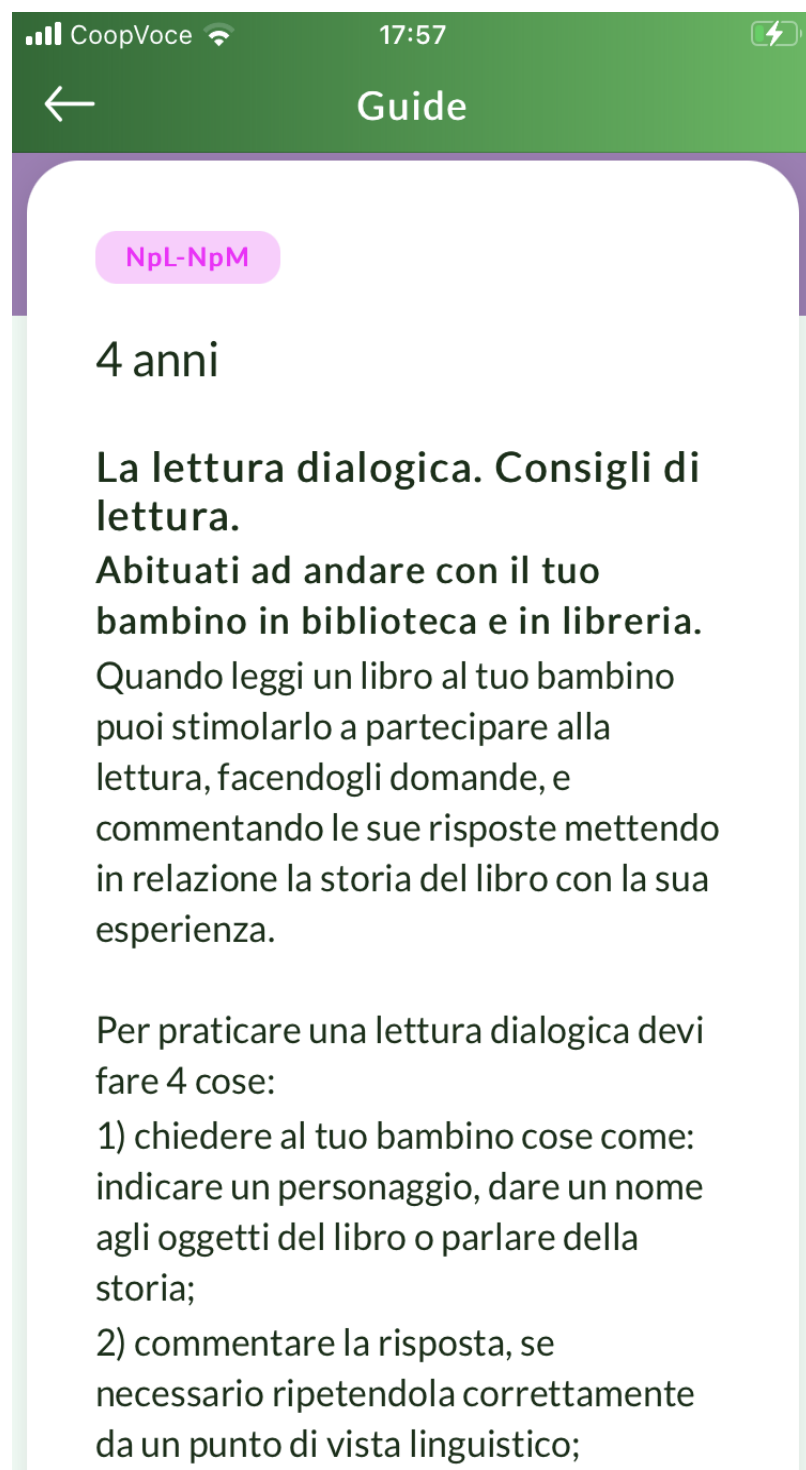 CoopVoce
17:57
Guide
NpL-NpM
4 anni
La lettura dialogica. Consigli di
lettura.
Abituati ad andare con il tuo
bambino in biblioteca e in libreria.
Quando leggi un libro al tuo bambino
puoi stimolarlo a partecipare alla
lettura, facendogli domande, e
commentando le sue risposte mettendo
in relazione la storia del libro con la sua
esperienza.
Per praticare una lettura dialogica devi
fare 4 cose:
1) chiedere al tuo bambino cose come:
indicare un personaggio, dare un nome
agli oggetti del libro o parlare della
storia;
2) commentare la risposta, se
necessario ripetendola correttamente
da un punto di vista linguistico;